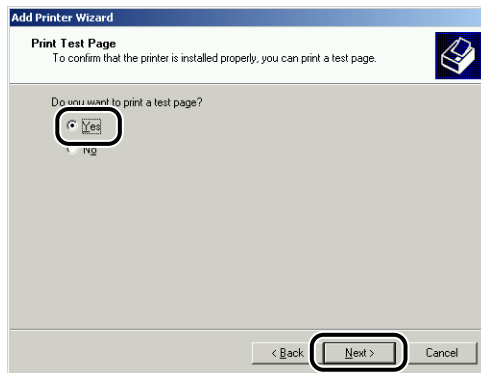 Add Printer Wizard
Print Test Page
To confirm that the printer is installed properly, you can print a test page.
Do you want to print a test page?
Yes
No
< Back Next > Cancel